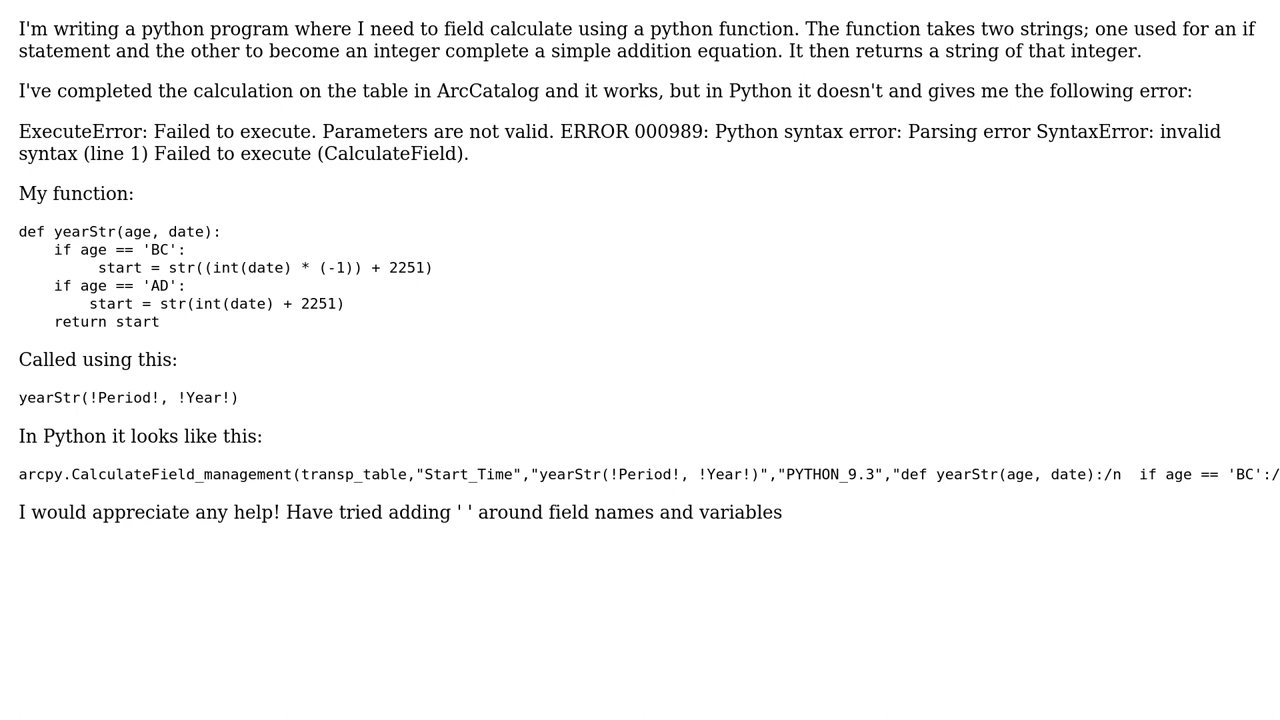 I'm writing a python program where I need to field calculate using a python function. The function takes two strings; one used for an if
statement and the other to become an integer complete a simple addition equation. It then returns a string of that integer.
I've completed the calculation on the table in ArcCatalog and it works, but in Python it doesn't and gives me the following error:
ExecuteError: Failed to execute. Parameters are not valid. ERROR 000989: Python syntax error: Parsing error SyntaxError: invalid
syntax (line 1) Failed to execute (CalculateField).
My function:
def yearStr(age, date):
    if age == 'BC':
         start = str((int(date) * (-1)) + 2251)
    if age == 'AD':
        start = str(int(date) + 2251)
    return start
Called using this:
yearStr(!Period!, !Year!)
In Python it looks like this:
arcpy.CalculateField_management(transp_table,"Start_Time","yearStr(!Period!, !Year!)","PYTHON_9.3","def yearStr(age, date):/n  if age == 'BC':/
I would appreciate any help! Have tried adding ' ' around field names and variables